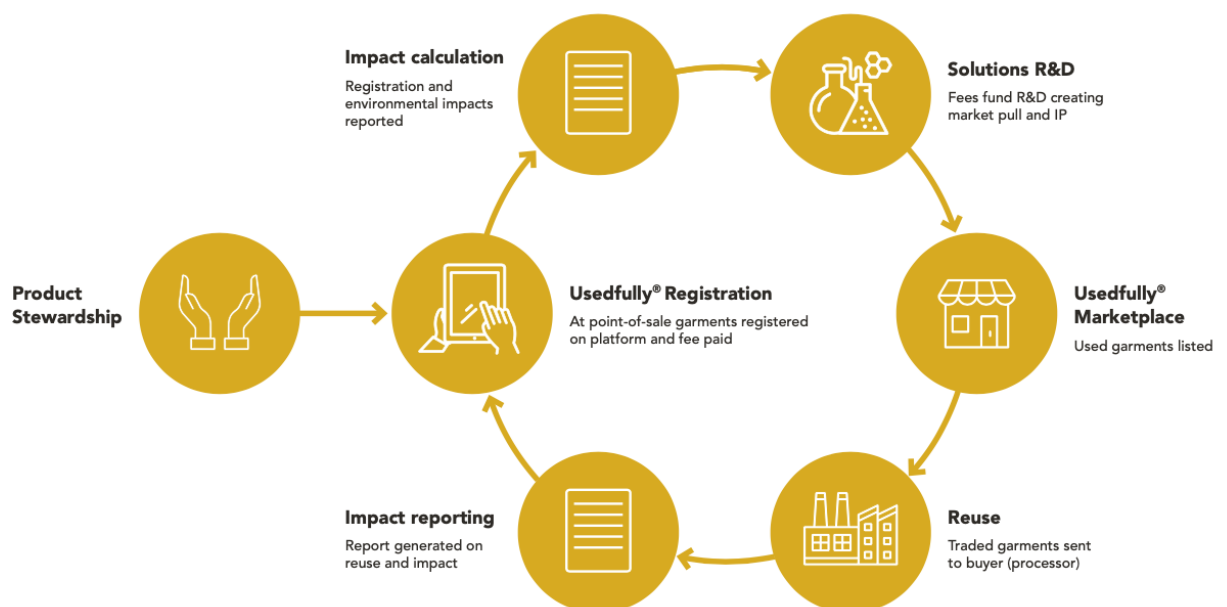 Impact calculation
Registration and
environmental impacts
reported
Solutions R&D
Fees fund R&D creating
market pull and IP
Product
Stewardship
Usedfully® Registration
At point-of-sale garments registered
on platform and fee paid
Usedfully®
Marketplace
Used garments listed
Impact reporting
Report generated on
reuse and impact
Reuse
Traded garments sent
to buyer (processor)